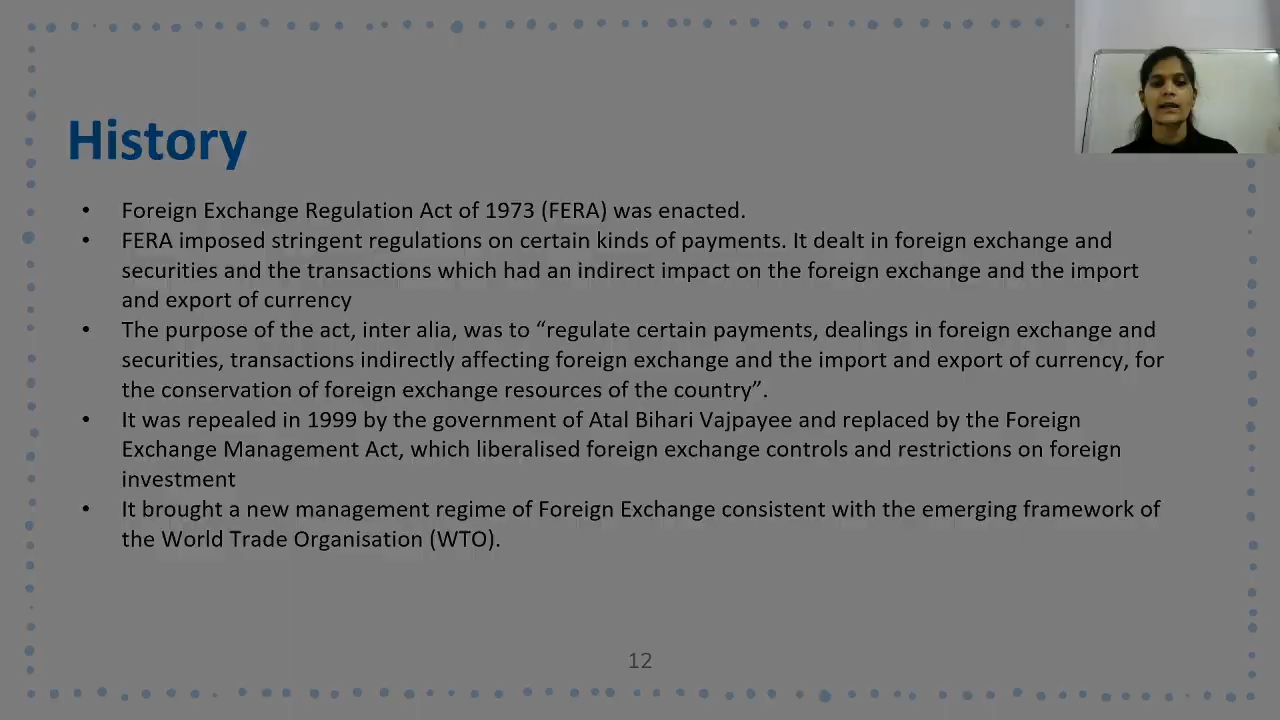 History
• Foreign Exchange Regulation Act of 1973 (FERA) was enacted.
• FERA imposed stringent regulations on certain kinds of payments. It dealt in foreign exchange and
securities and the transactions which had an indirect impact on the foreign exchange and the import
and export of currency
• The purpose of the act, inter alia, was to “regulate certain payments, dealings in foreign exchange and
securities, transactions indirectly affecting foreign exchange and the import and export of currency, for
the conservation of foreign exchange resources of the country”.
• It was repealed in 1999 by the government of Atal Bihari Vajpayee and replaced by the Foreign
Exchange Management Act, which liberalised foreign exchange controls and restrictions on foreign
investment
• It brought a new management regime of Foreign Exchange consistent with the emerging framework of
the World Trade Organisation (WTO).
12